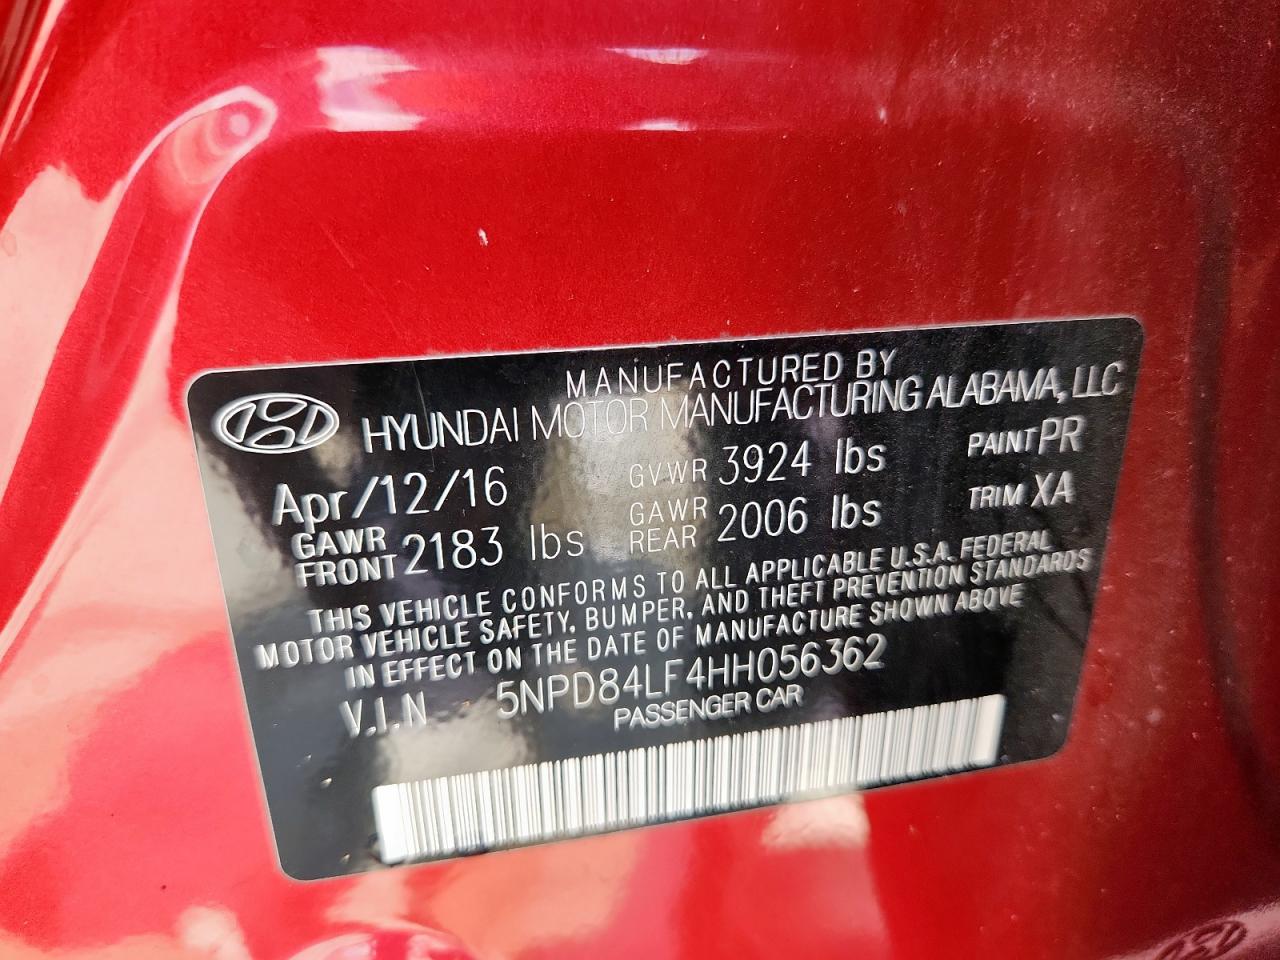 MANUFACTURED BY
HYUNDAI MOTOR MANUFACTURING ALABAMA, LLC
Apr/12/16 GVWR 3924 lbs PAINT PR
GAWR FRONT 2183 lbs GAWR REAR 2006 lbs TRIM XA
THIS VEHICLE CONFORMS TO ALL APPLICABLE U.S.A. FEDERAL
MOTOR VEHICLE SAFETY, BUMPER, AND THEFT PREVENTION STANDARDS
IN EFFECT ON THE DATE OF MANUFACTURE SHOWN ABOVE
V.I.N 5NPD84LF4HH056362
PASSENGER CAR